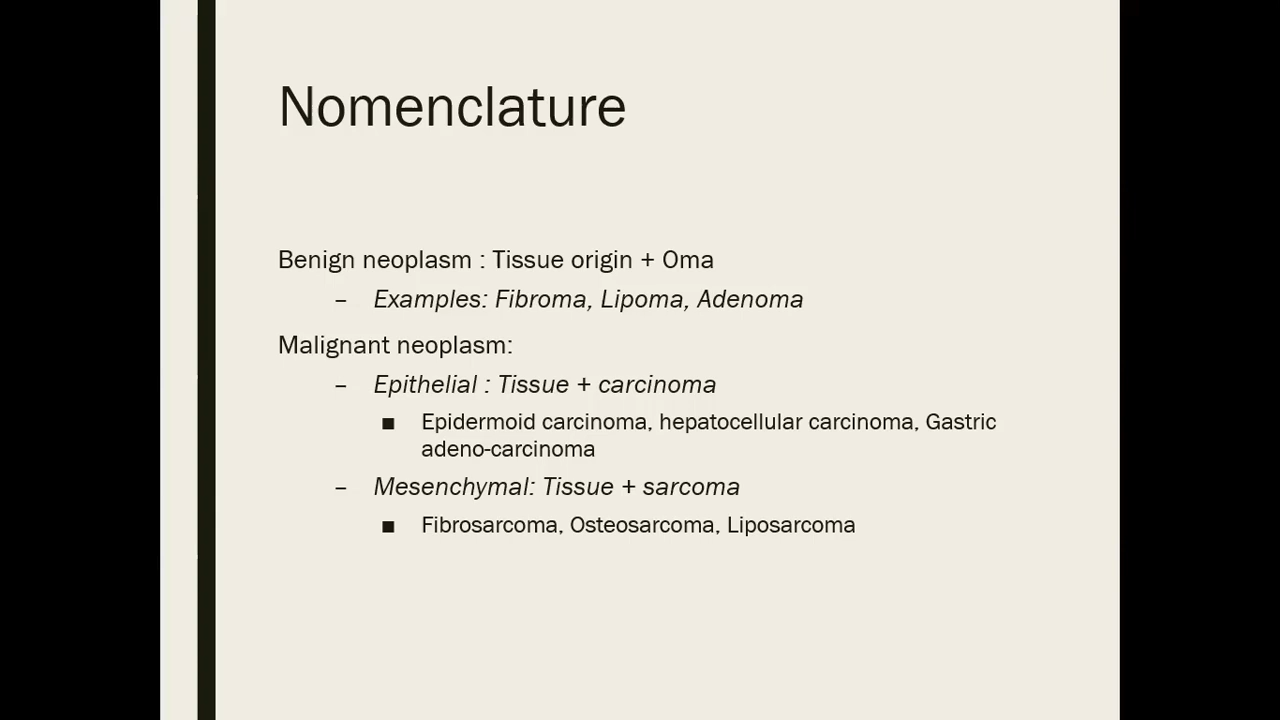 Nomenclature
Benign neoplasm : Tissue origin + Oma
– Examples: Fibroma, Lipoma, Adenoma
Malignant neoplasm:
– Epithelial : Tissue + carcinoma
■ Epidermoid carcinoma, hepatocellular carcinoma, Gastric
adeno-carcinoma
– Mesenchymal: Tissue + sarcoma
■ Fibrosarcoma, Osteosarcoma, Liposarcoma